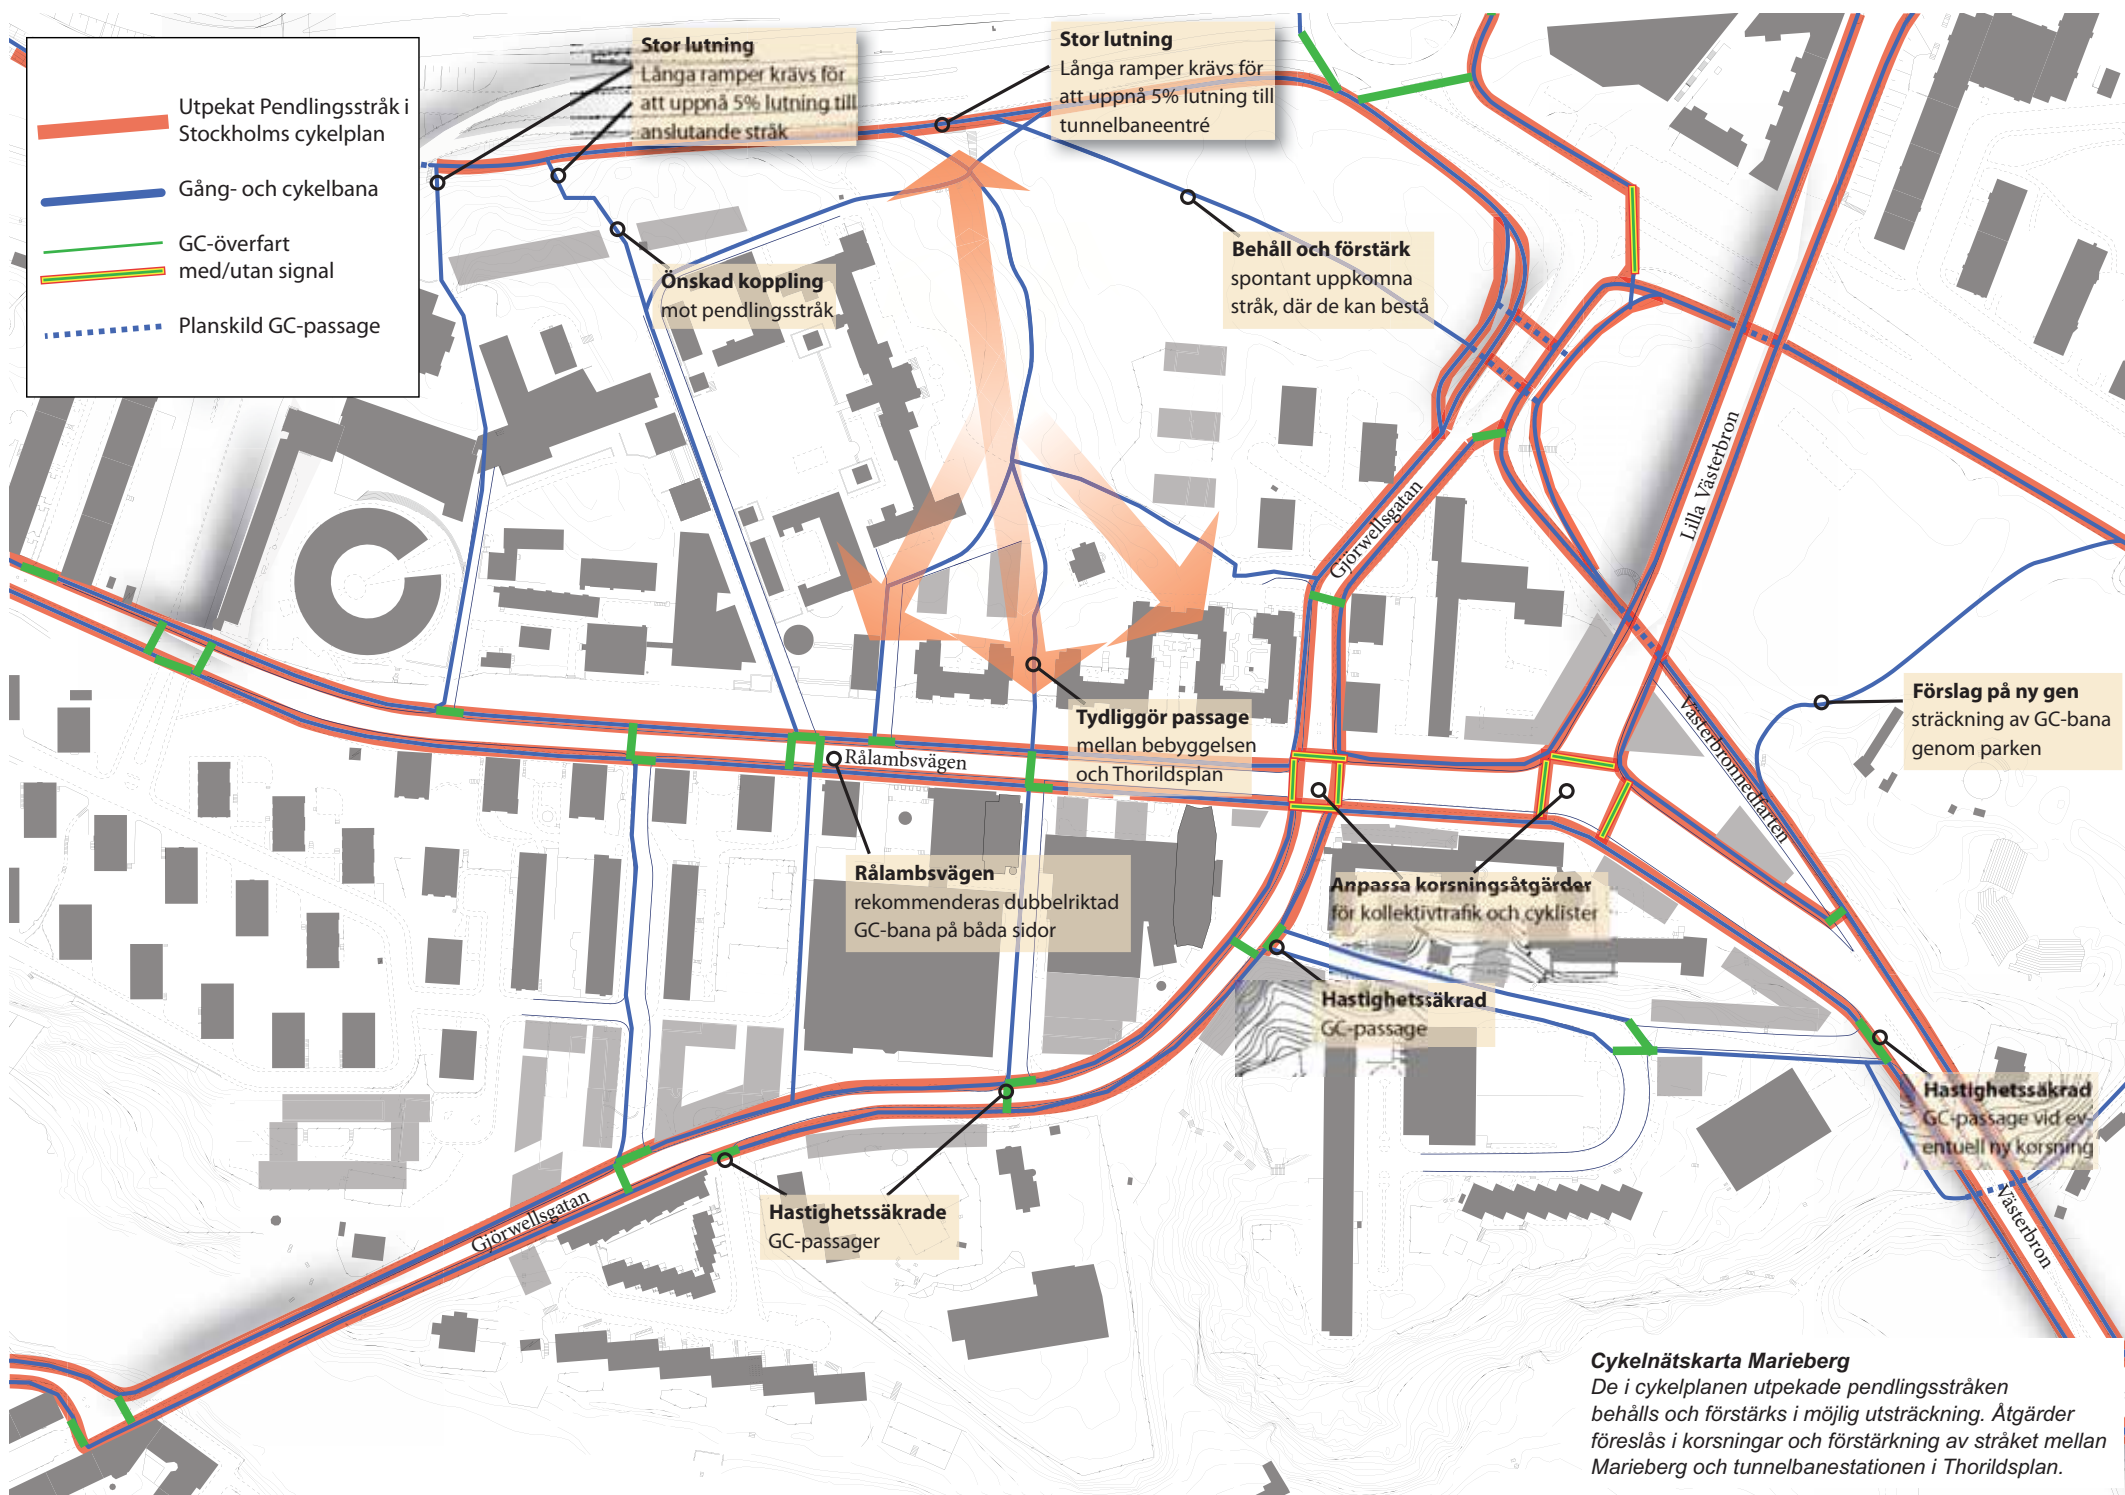 Utpekat Pendlingsstråk i
Stockholms cykelplan
Gång- och cykelbana
GC-överfart
med/utan signal
Planskild GC-passage
Stor lutning
Långa ramper krävs för
att uppnå 5% lutning till
anslutande stråk
Stor lutning
Långa ramper krävs för
att uppnå 5% lutning till
tunnelbaneentré
Önskad koppling
mot pendlingsstråk
Behåll och förstärk
spontant uppkomna
stråk, där de kan bestå
Lilla Västerbron
Gjörwellsgatan
Förslag på ny gen
sträckning av GC-bana
genom parken
Tydliggör passage
mellan bebyggelsen
och Thorildsplan
Västerbronnedfarten
Rålambsvägen
Rålambsvägen
rekommenderas dubbelriktad
GC-bana på båda sidor
Anpassa korsningsåtgärder
för kollektivtrafik och cyklister
Hastighetssäkrad
GC-passage
Hastighetssäkrad
GC-passage vid ev-
entuell ny korsning
Hastighetssäkrade
GC-passager
Gjörwellsgatan
Västerbron
Cykelnätskarta Marieberg
De i cykelplanen utpekade pendlingsstråken
behålls och förstärks i möjlig utsträckning. Åtgärder
föreslås i korsningar och förstärkning av stråket mellan
Marieberg och tunnelbanestationen i Thorildsplan.